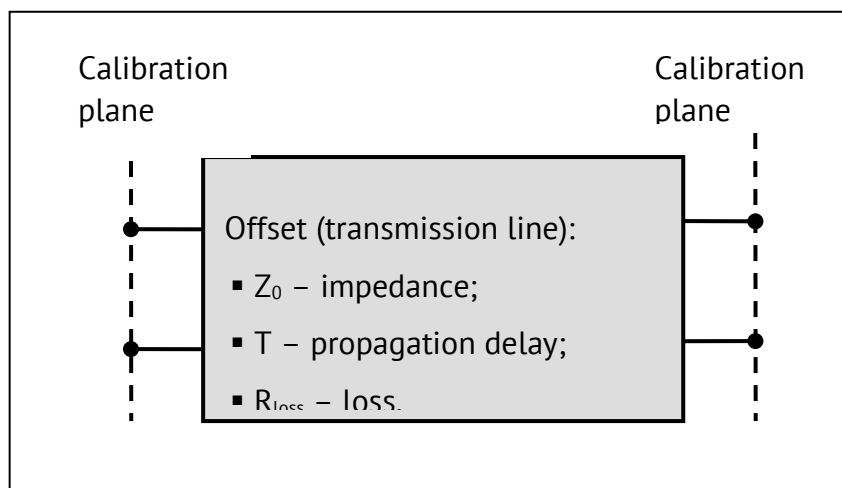 Calibration
plane
Calibration
plane
Offset (transmission line):
▪ Z₀ – impedance;
▪ T – propagation delay;
▪ Rₗₒₛₛ – loss.